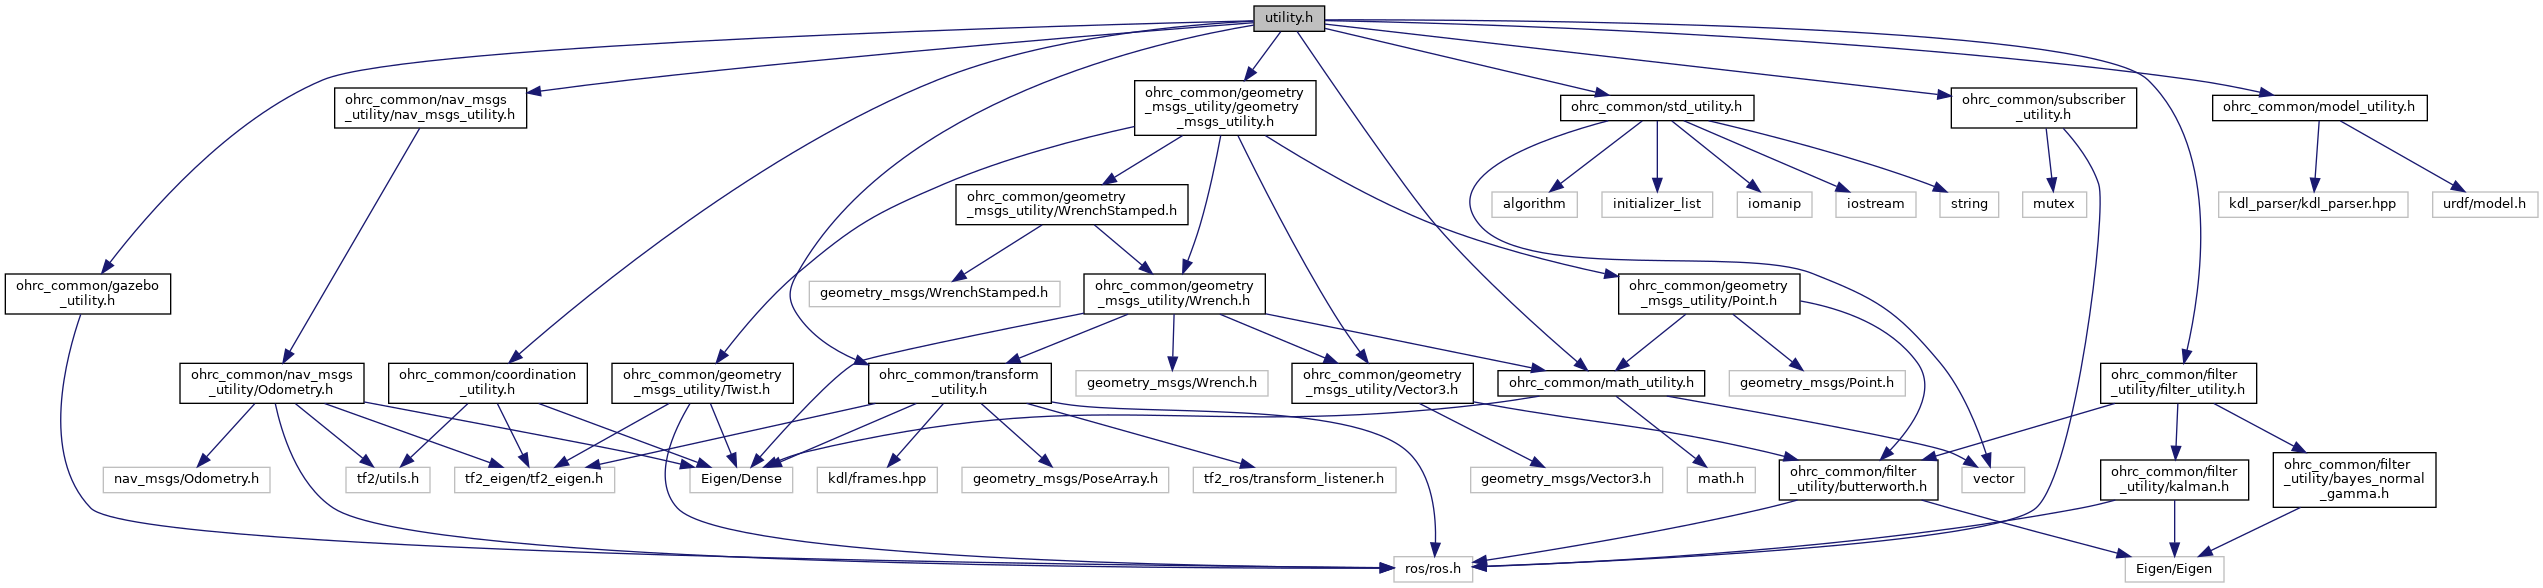 utility.h
ohrc_common/nav_msgs
_utility/nav_msgs_utility.h
ohrc_common/geometry
_msgs_utility/geometry
_msgs_utility.h
ohrc_common/std_utility.h
ohrc_common/subscriber
_utility.h
ohrc_common/model_utility.h
ohrc_common/geometry
_msgs_utility/WrenchStamped.h
algorithm
initializer_list
iomanip
iostream
string
mutex
kdl_parser/kdl_parser.hpp
urdf/model.h
ohrc_common/gazebo
_utility.h
geometry_msgs/WrenchStamped.h
ohrc_common/geometry
_msgs_utility/Wrench.h
ohrc_common/geometry
_msgs_utility/Point.h
ohrc_common/nav_msgs
_utility/Odometry.h
ohrc_common/coordination
_utility.h
ohrc_common/geometry
_msgs_utility/Twist.h
ohrc_common/transform
_utility.h
geometry_msgs/Wrench.h
ohrc_common/geometry
_msgs_utility/Vector3.h
ohrc_common/math_utility.h
geometry_msgs/Point.h
ohrc_common/filter
_utility/filter_utility.h
nav_msgs/Odometry.h
tf2/utils.h
tf2_eigen/tf2_eigen.h
Eigen/Dense
kdl/frames.hpp
geometry_msgs/PoseArray.h
tf2_ros/transform_listener.h
geometry_msgs/Vector3.h
math.h
ohrc_common/filter
_utility/butterworth.h
vector
ohrc_common/filter
_utility/kalman.h
ohrc_common/filter
_utility/bayes_normal
_gamma.h
ros/ros.h
Eigen/Eigen